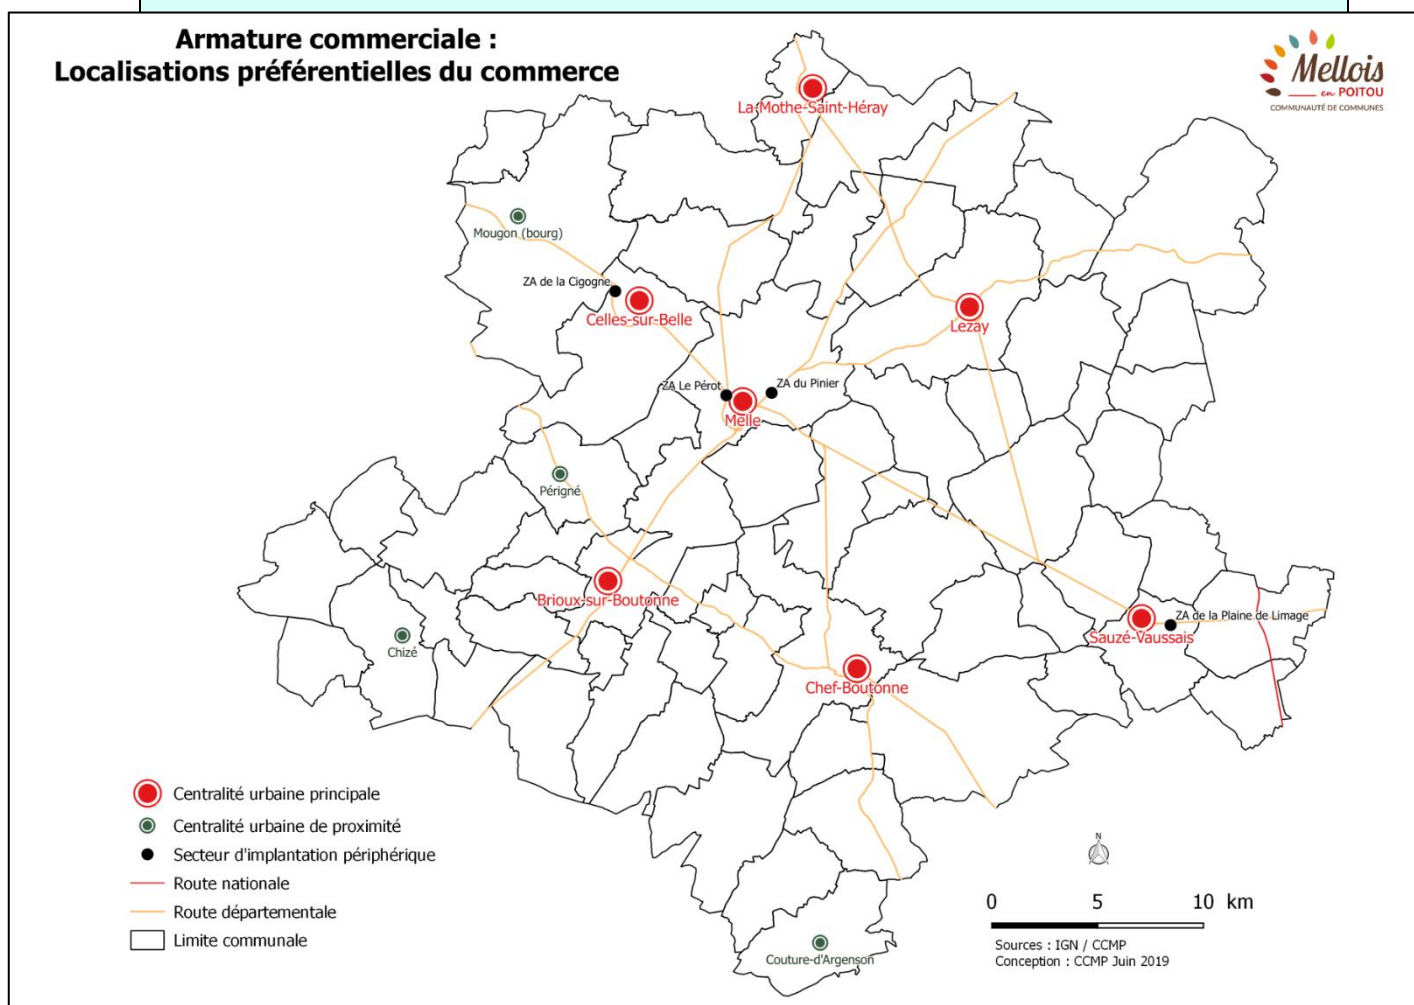 Armature commerciale :
Localisations préférentielles du commerce
Mellois
en POITOU
COMMUNAUTÉ DE COMMUNES
La-Mothe-Saint-Héray
Mougon (bourg)
ZA de la Cigogne
Celles-sur-Belle
Lezay
ZA Le Pérot
ZA du Pinier
Melle
Périgné
Brioux-sur-Boutonne
Chizé
ZA de la Plaine de Limage
Sauzé-Vaussais
Chef-Boutonne
Couture-d'Argenson
Centralité urbaine principale
Centralité urbaine de proximité
Secteur d'implantation périphérique
Route nationale
Route départementale
Limite communale
N
0 5 10 km
Sources : IGN / CCMP
Conception : CCMP Juin 2019